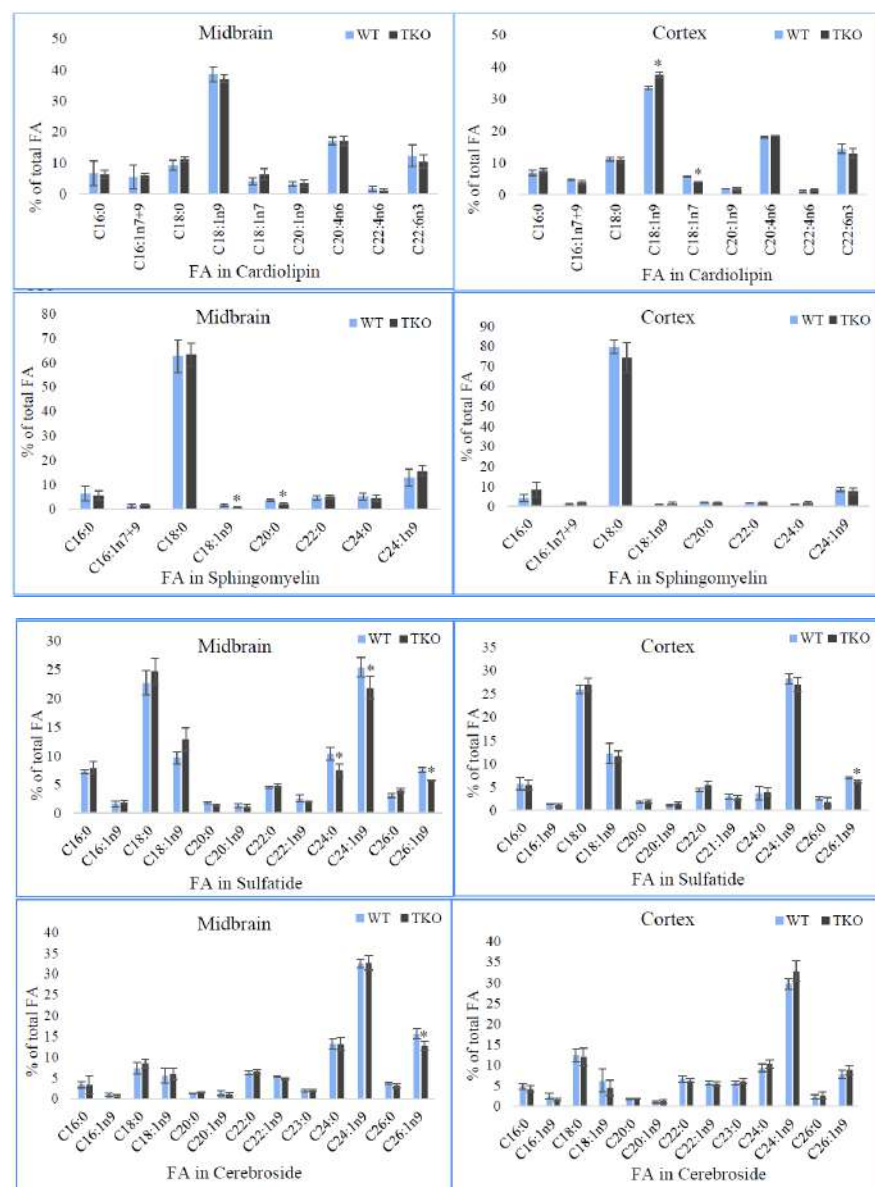 Midbrain
WT TKO
50
40
30
20
10
0
% of total FA
C16:0 C16:1n7+9 C18:0 C18:1n9 C18:1n7 C20:1n9 C20:4n6 C22:4n6 C22:6n3
FA in Cardiolipin
Cortex
WT TKO
50
40
30
20
10
0
% of total FA
* *
C16:0 C16:1n7+9 C18:0 C18:1n9 C18:1n7 C20:1n9 C20:4n6 C22:4n6 C22:6n3
FA in Cardiolipin
Midbrain
WT TKO
80
70
60
50
40
30
20
10
0
% of total FA
* *
C16:0 C16:1n7+9 C18:0 C18:1n9 C20:0 C22:0 C24:0 C24:1n9
FA in Sphingomyelin
Cortex
WT TKO
90
80
70
60
50
40
30
20
10
0
% of total FA
C16:0 C16:1n7+9 C18:0 C18:1n9 C20:0 C22:0 C24:0 C24:1n9
FA in Sphingomyelin
Midbrain
WT TKO
30
25
20
15
10
5
0
% of total FA
* * *
C16:0 C16:1n9 C18:0 C18:1n9 C20:0 C20:1n9 C22:0 C22:1n9 C24:0 C24:1n9 C26:0 C26:1n9
FA in Sulfatide
Cortex
WT TKO
35
30
25
20
15
10
5
0
% of total FA
*
C16:0 C16:1n9 C18:0 C18:1n9 C20:0 C20:1n9 C22:0 C21:1n9 C24:0 C24:1n9 C26:0 C26:1n9
FA in Sulfatide
Midbrain
WT TKO
40
35
30
25
20
15
10
5
0
% of total FA
*
C16:0 C16:1n9 C18:0 C18:1n9 C20:0 C20:1n9 C22:0 C22:1n9 C23:0 C24:0 C24:1n9 C26:0 C26:1n9
FA in Cerebroside
Cortex
WT TKO
40
35
30
25
20
15
10
5
0
% of total FA
C16:0 C16:1n9 C18:0 C18:1n9 C20:0 C20:1n9 C22:0 C22:1n9 C23:0 C24:0 C24:1n9 C26:0 C26:1n9
FA in Cerebroside